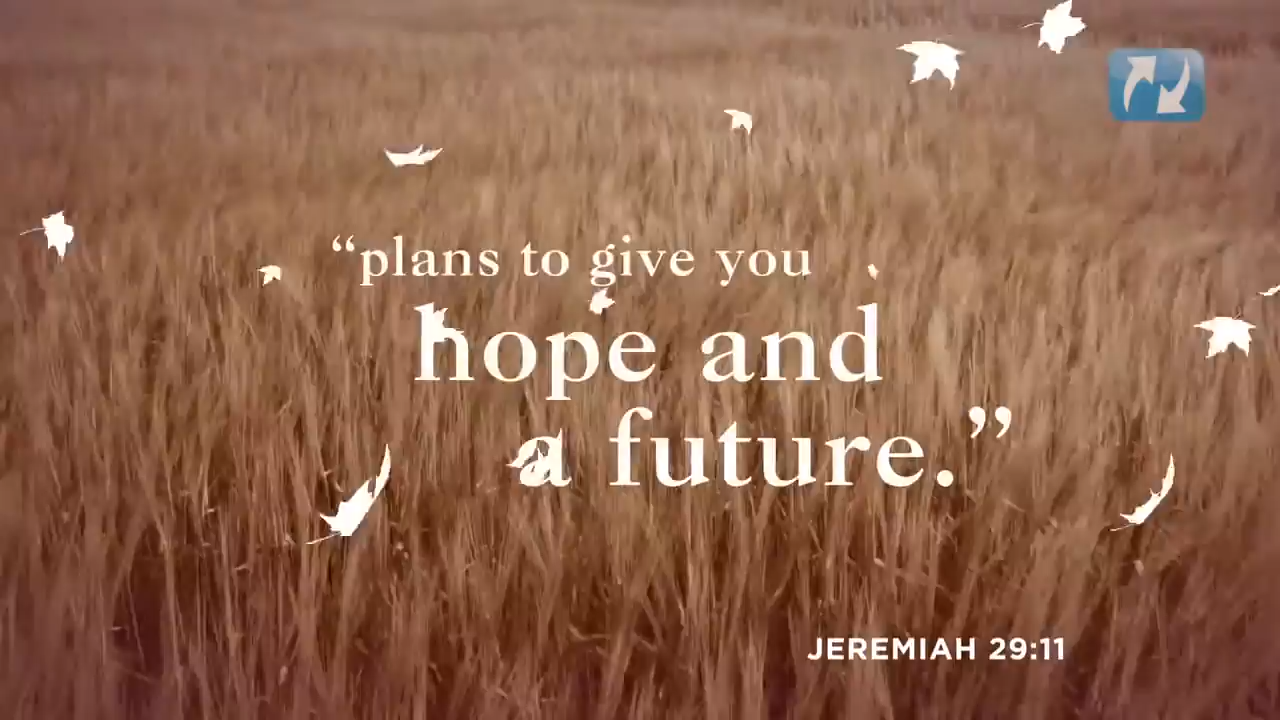 “plans to give you
hope and
a future.”
JEREMIAH 29:11